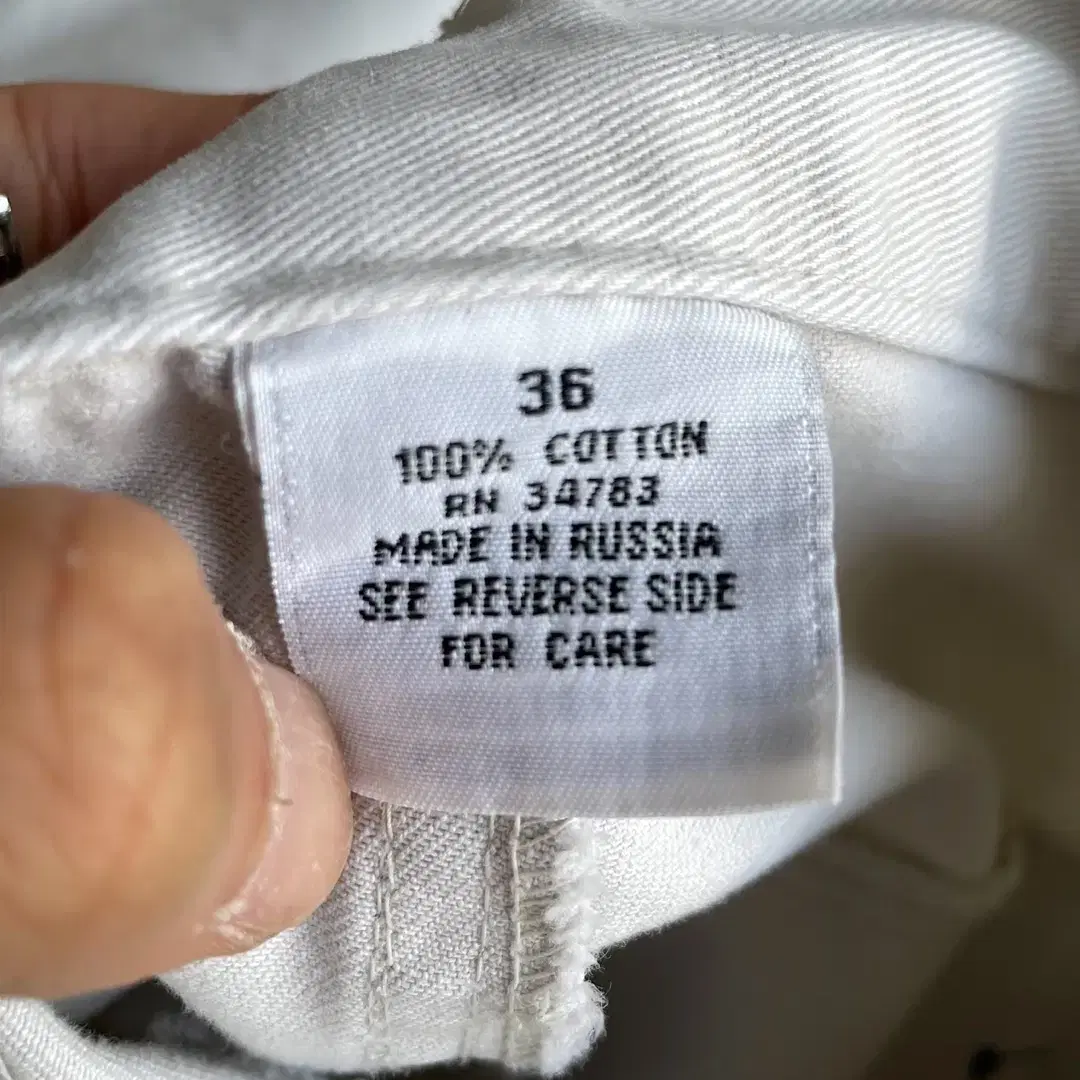 36
100% COTTON
RN 34783
MADE IN RUSSIA
SEE REVERSE SIDE
FOR CARE